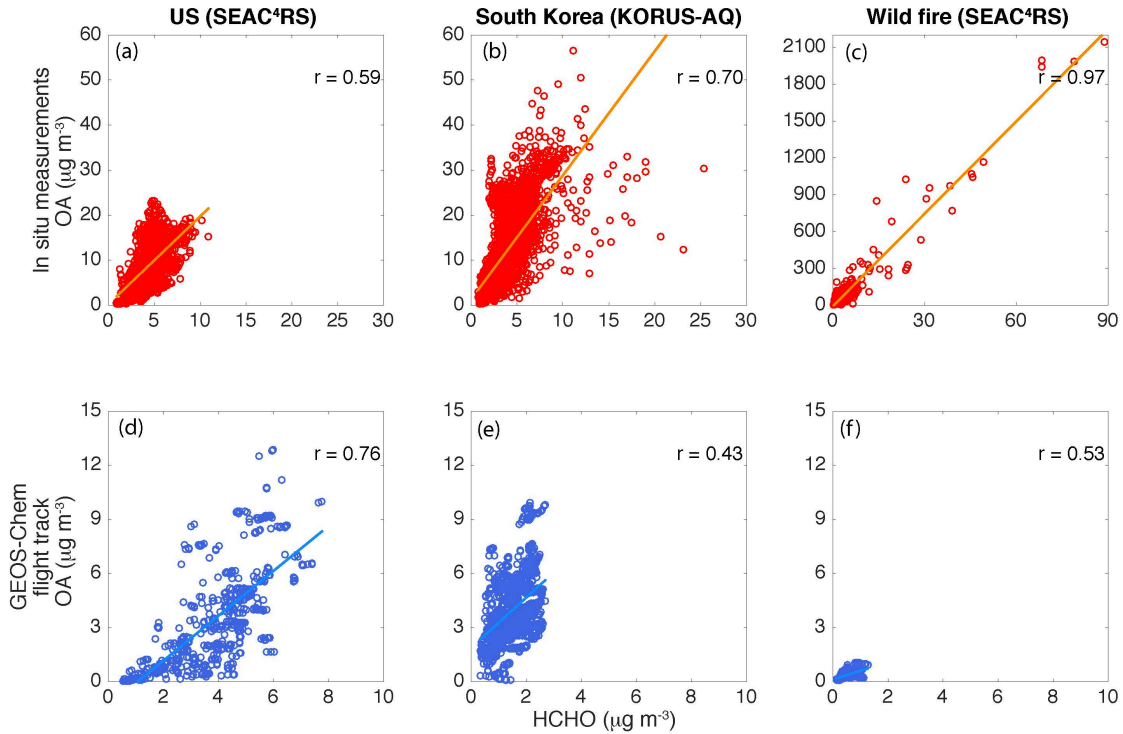 US (SEAC⁴RS)
South Korea (KORUS-AQ)
Wild fire (SEAC⁴RS)
In situ measurements
OA (μg m⁻³)
(a)
r = 0.59
60
50
40
30
20
10
0
0 5 10 15 20 25 30
(b)
r = 0.70
60
50
40
30
20
10
0
0 5 10 15 20 25 30
(c)
r = 0.97
2100
1800
1500
1200
900
600
300
0
0 30 60 90
GEOS-Chem
flight track
OA (μg m⁻³)
(d)
r = 0.76
15
12
9
6
3
0
0 2 4 6 8 10
(e)
r = 0.43
15
12
9
6
3
0
0 2 4 6 8 10
(f)
r = 0.53
15
12
9
6
3
0
0 2 4 6 8 10
HCHO (μg m⁻³)